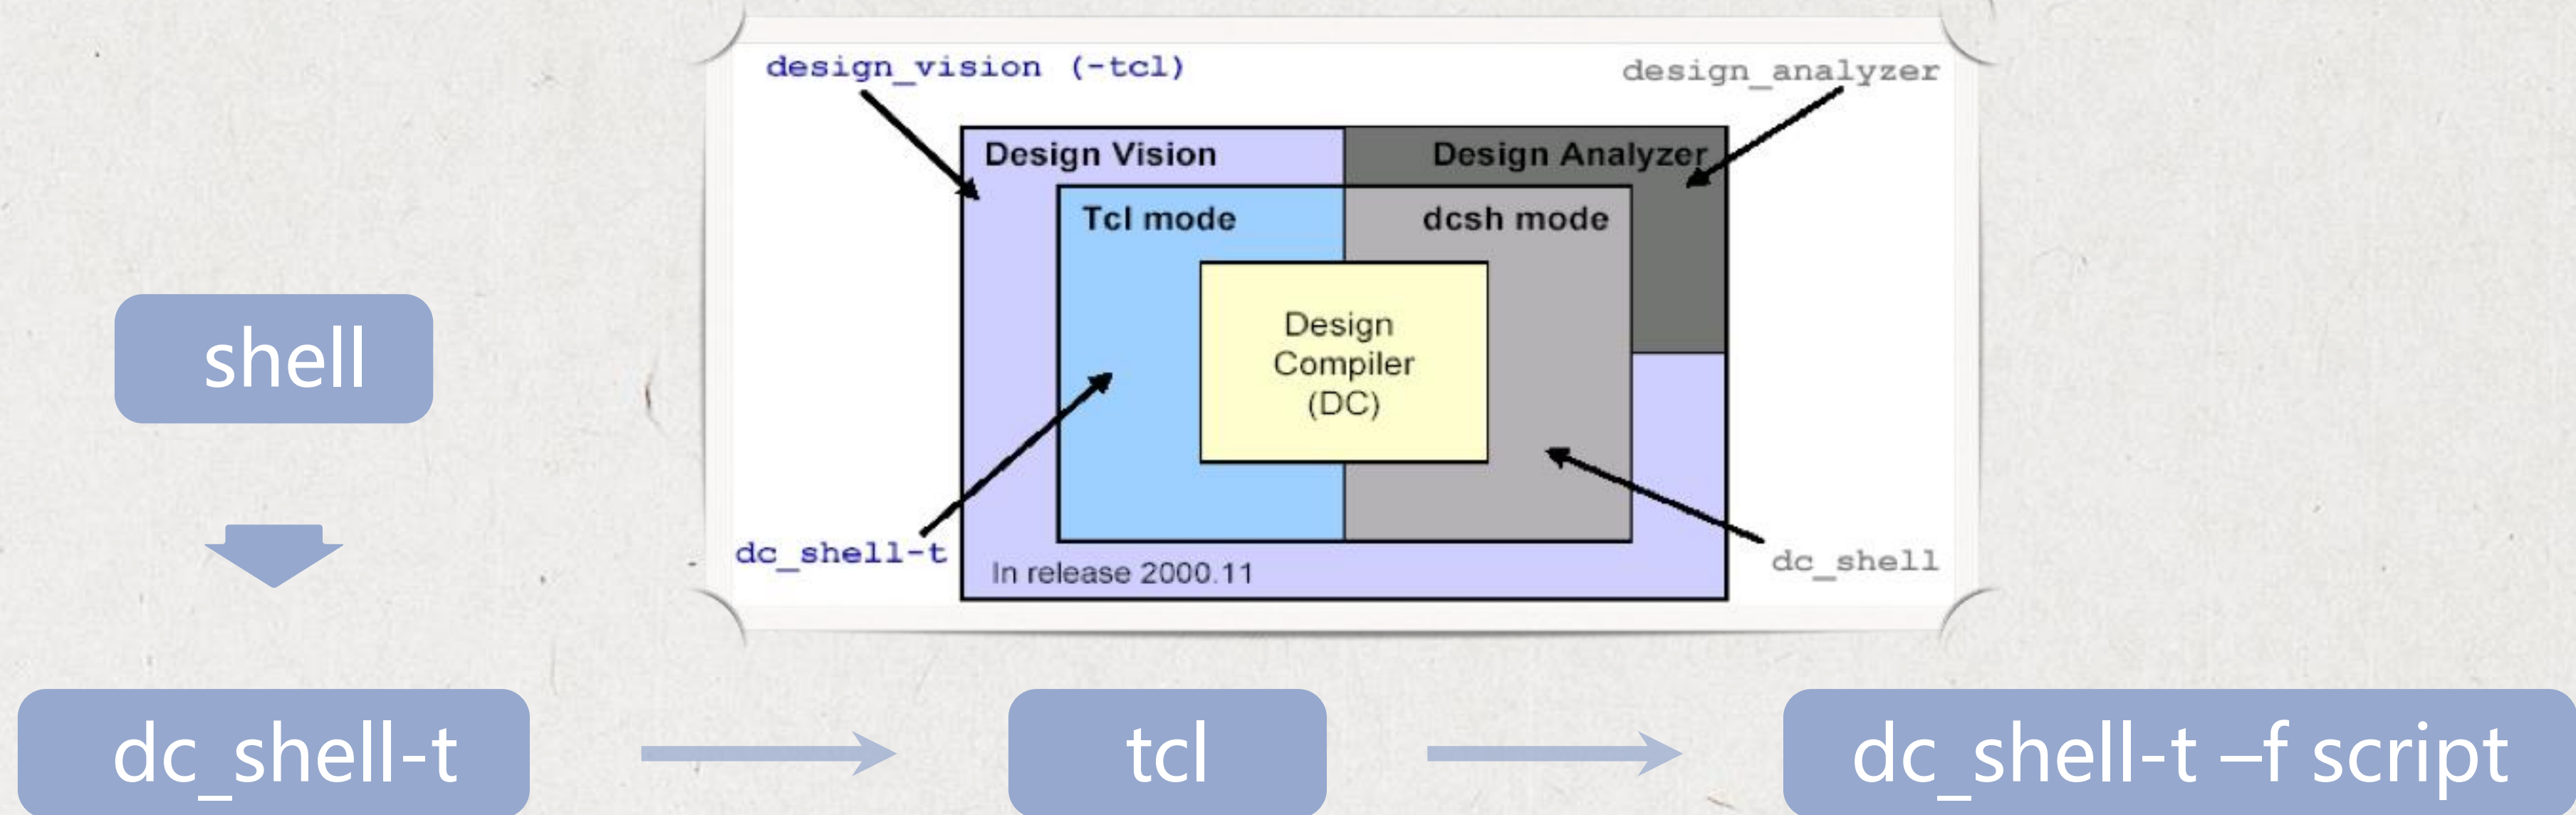 design_vision (-tcl)
design_analyzer
Design Vision
Design Analyzer
Tcl mode
dcsh mode
Design
Compiler
(DC)
dc_shell-t
In release 2000.11
dc_shell
shell
dc_shell-t
tcl
dc_shell-t –f script